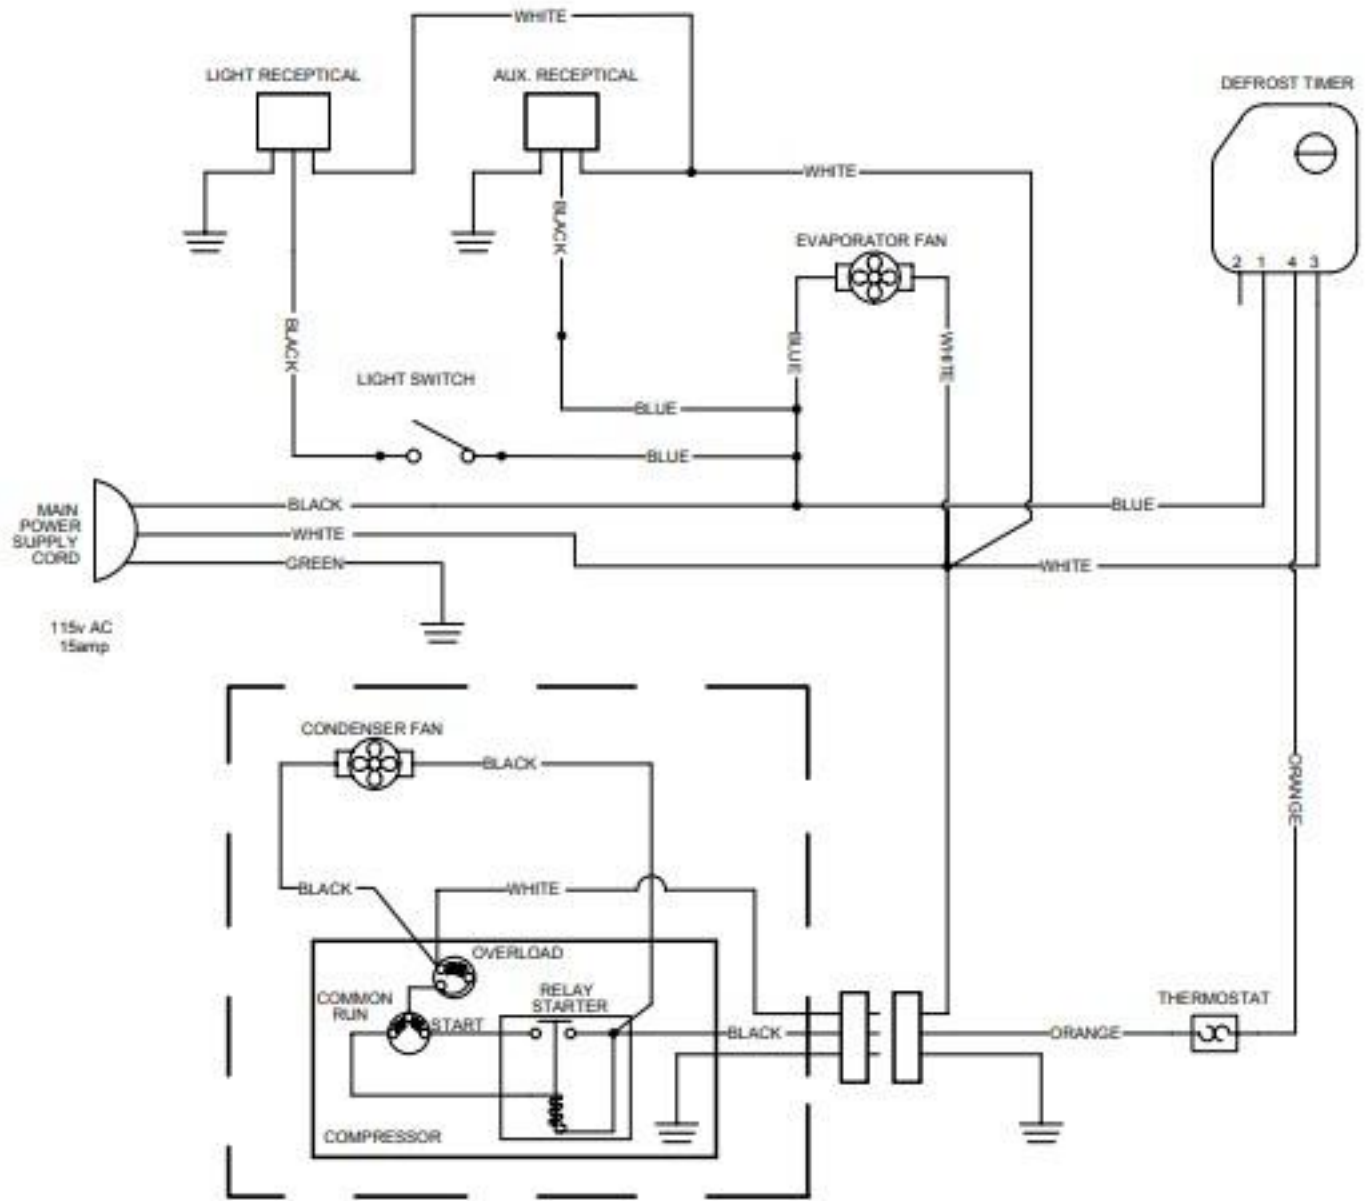 WHITE
LIGHT RECEPTICAL
AUX. RECEPTICAL
DEFROST TIMER
WHITE
BLACK
EVAPORATOR FAN
2 1 4 3
BLACK
BLUE
WHITE
LIGHT SWITCH
BLUE
BLUE
MAIN
POWER
SUPPLY
CORD
BLACK
BLUE
WHITE
GREEN
WHITE
115v AC
15amp
CONDENSER FAN
BLACK
ORANGE
BLACK
WHITE
OVERLOAD
COMMON
RUN
START
RELAY
STARTER
BLACK
ORANGE
THERMOSTAT
COMPRESSOR